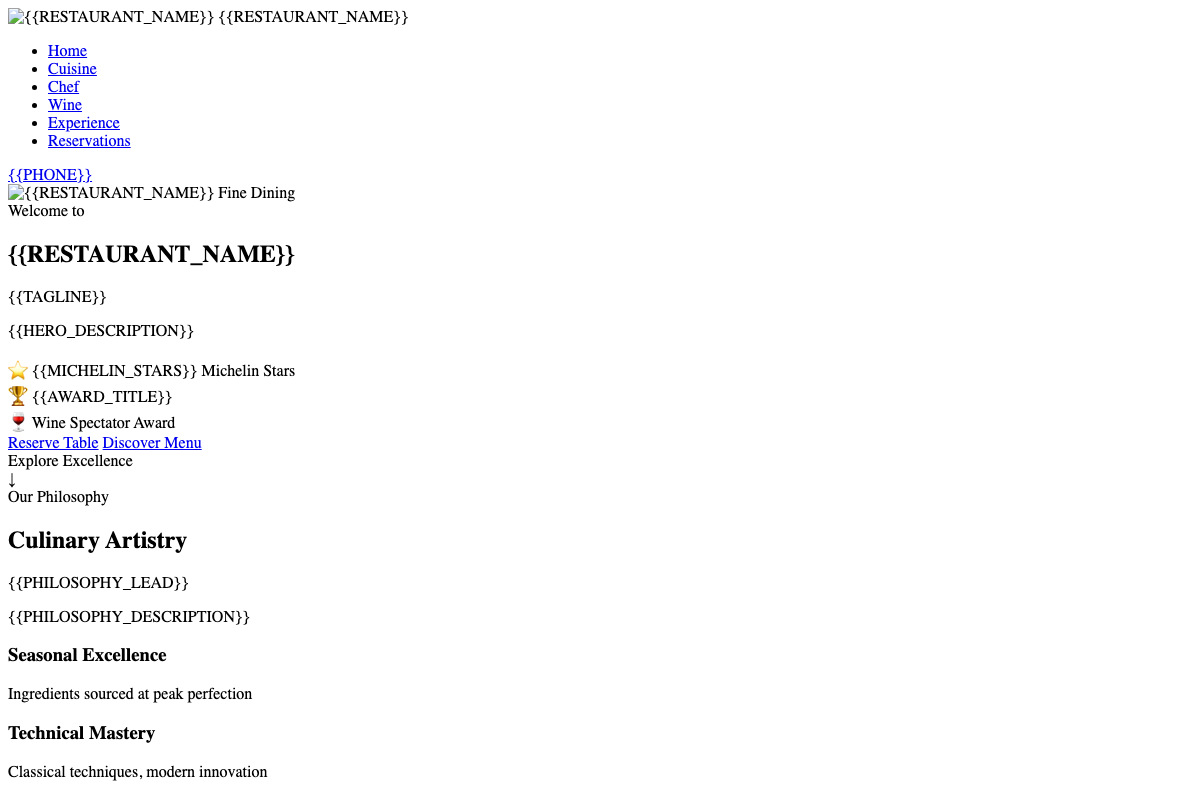 {{RESTAURANT_NAME}} {{RESTAURANT_NAME}}
Home
Cuisine
Chef
Wine
Experience
Reservations
{{PHONE}}
{{RESTAURANT_NAME}} Fine Dining
Welcome to
{{RESTAURANT_NAME}}
{{TAGLINE}}
{{HERO_DESCRIPTION}}
⭐ {{MICHELIN_STARS}} Michelin Stars
🏆 {{AWARD_TITLE}}
🍷 Wine Spectator Award
Reserve Table Discover Menu
Explore Excellence
↓
Our Philosophy
Culinary Artistry
{{PHILOSOPHY_LEAD}}
{{PHILOSOPHY_DESCRIPTION}}
Seasonal Excellence
Ingredients sourced at peak perfection
Technical Mastery
Classical techniques, modern innovation